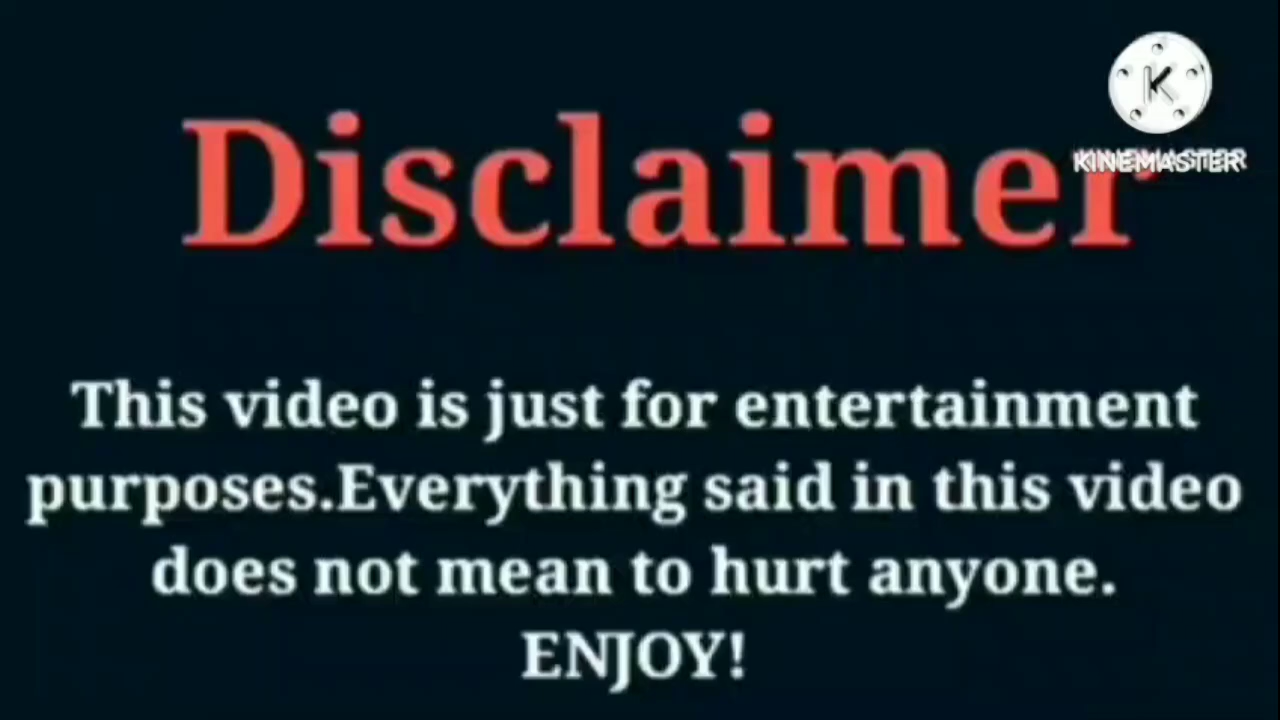 K
KINEMASTER
Disclaimer
This video is just for entertainment
purposes.Everything said in this video
does not mean to hurt anyone.
ENJOY!